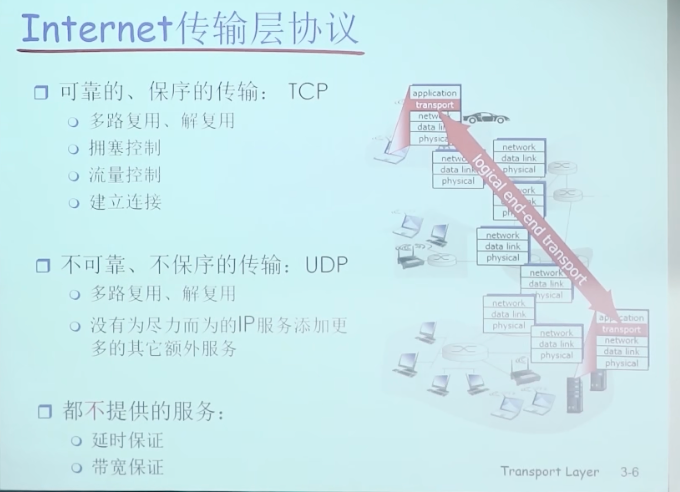 Internet传输层协议
可靠的、保序的传输： TCP
多路复用、解复用
拥塞控制
流量控制
建立连接
不可靠、不保序的传输：UDP
多路复用、解复用
没有为尽力而为的IP服务添加更
多的其它额外服务
都不提供的服务：
延时保证
带宽保证
application
transport
network
data link
physical
network
data link
physical
network
data link
physical
network
physical
logical end-end transport
network
data link
physical
network
data link
physical
network
data link
physical
network
data link
physical
application
transport
network
data link
physical
Transport Layer 3-6